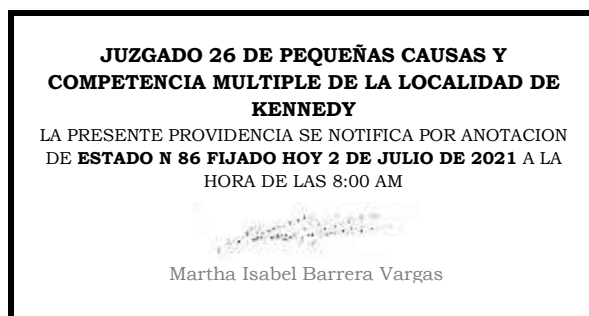 JUZGADO 26 DE PEQUEÑAS CAUSAS Y
COMPETENCIA MULTIPLE DE LA LOCALIDAD DE
KENNEDY
LA PRESENTE PROVIDENCIA SE NOTIFICA POR ANOTACION
DE ESTADO N 86 FIJADO HOY 2 DE JULIO DE 2021 A LA
HORA DE LAS 8:00 AM
Martha Isabel Barrera Vargas